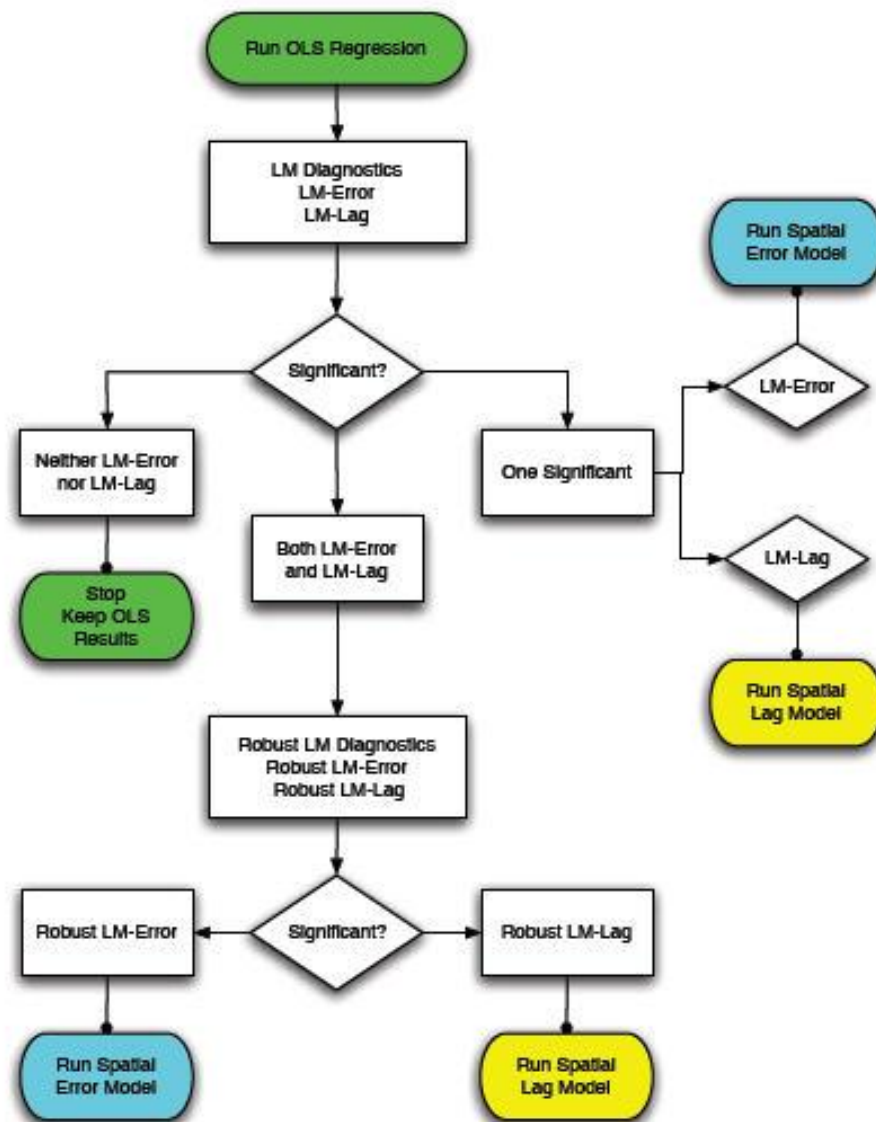 Run OLS Regression
LM Diagnostics
LM-Error
LM-Lag
Significant?
Neither LM-Error
nor LM-Lag
Stop
Keep OLS
Results
Both LM-Error
and LM-Lag
One Significant
LM-Error
Run Spatial
Error Model
LM-Lag
Run Spatial
Lag Model
Robust LM Diagnostics
Robust LM-Error
Robust LM-Lag
Significant?
Robust LM-Error
Run Spatial
Error Model
Robust LM-Lag
Run Spatial
Lag Model